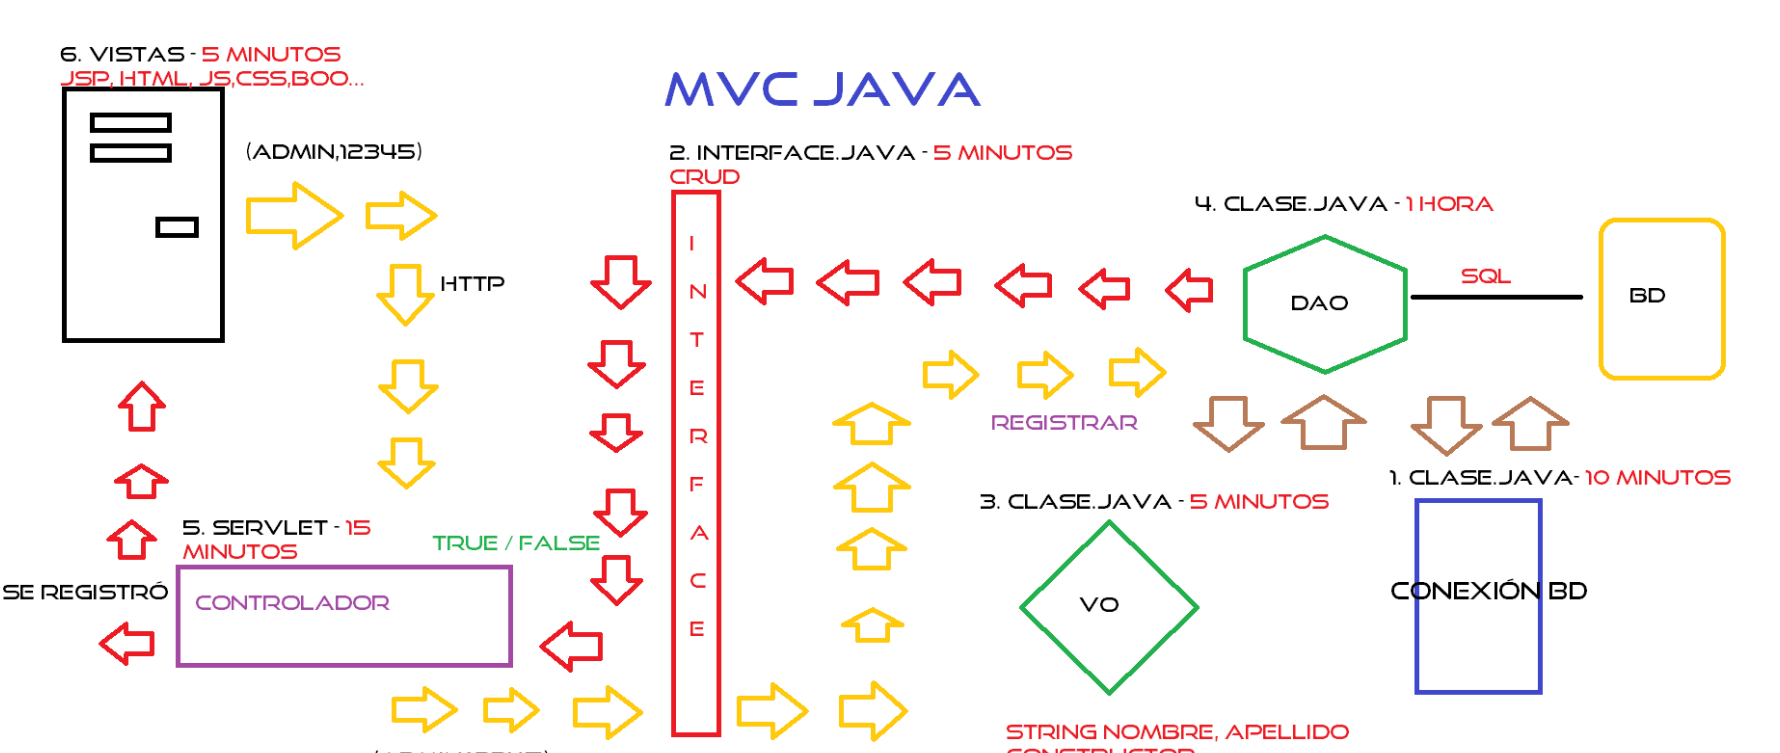 6. VISTAS - 5 MINUTOS
JSP, HTML, JS,CSS,BOO...
MVC JAVA
(ADMIN,12345)
2. INTERFACE.JAVA - 5 MINUTOS
CRUD
4. CLASE.JAVA - 1 HORA
INTERFACE
HTTP
DAO
SQL
BD
REGISTRAR
1. CLASE.JAVA- 10 MINUTOS
3. CLASE.JAVA - 5 MINUTOS
5. SERVLET - 15
MINUTOS
TRUE / FALSE
SE REGISTRÓ
CONTROLADOR
VO
CONEXIÓN BD
STRING NOMBRE, APELLIDO
CONSTRUCTOR